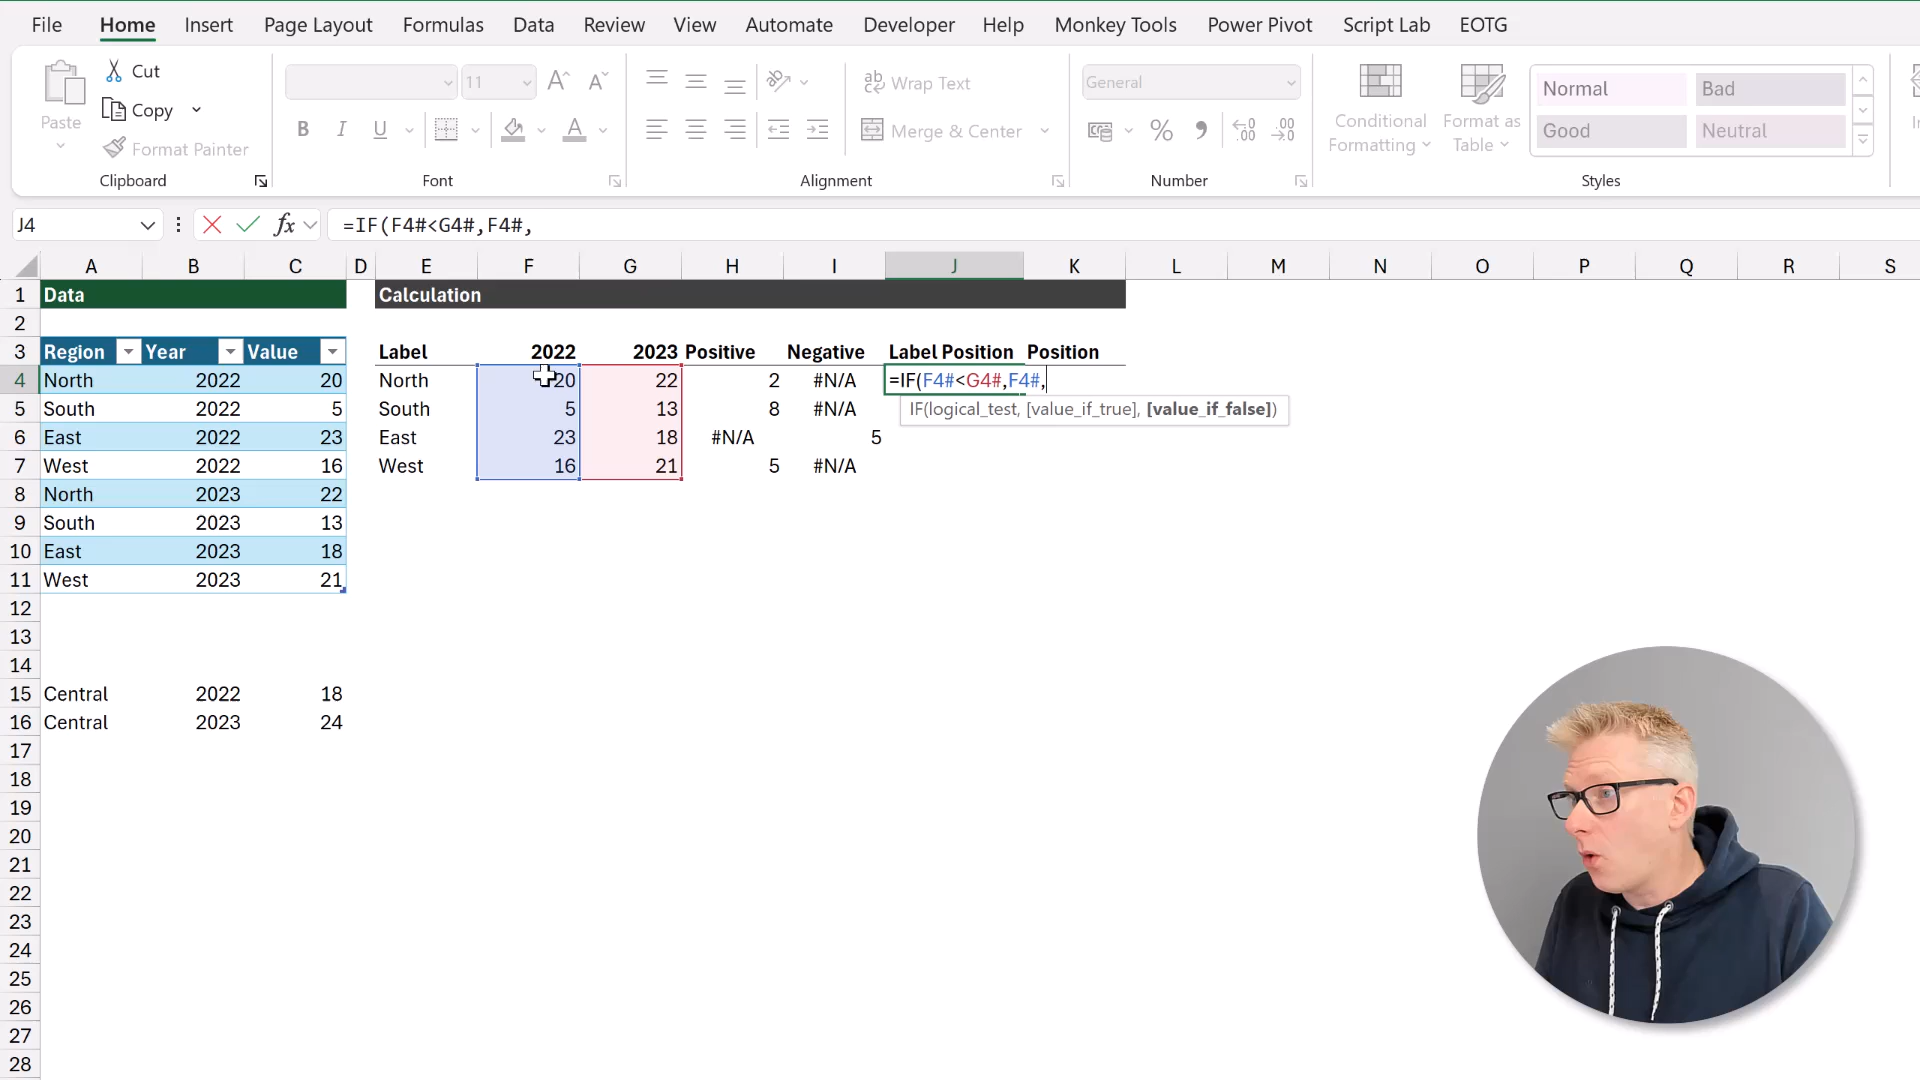 File Home Insert Page Layout Formulas Data Review View Automate Developer Help Monkey Tools Power Pivot Script Lab EOTG
Paste
Cut
Copy
Format Painter
Clipboard
11
B I U A
Font
ab Wrap Text
Merge & Center
Alignment
General
% .00
Number
Conditional Formatting
Format as Table
Normal Bad
Good Neutral
Styles
J4 fx =IF(F4#<G4#,F4#,
A B C D E F G H I J K L M N O P Q R S
1 Data Calculation
2
3 Region Year Value Label 2022 2023 Positive Negative Label Position Position
4 North 2022 20 North 20 22 2 #N/A =IF(F4#<G4#,F4#,
5 South 2022 5 South 5 13 8 #N/A IF(logical_test, [value_if_true], [value_if_false])
6 East 2022 23 East 23 18 #N/A 5
7 West 2022 16 West 16 21 5 #N/A
8 North 2023 22
9 South 2023 13
10 East 2023 18
11 West 2023 21
12
13
14
15 Central 2022 18
16 Central 2023 24
17
18
19
20
21
22
23
24
25
26
27
28